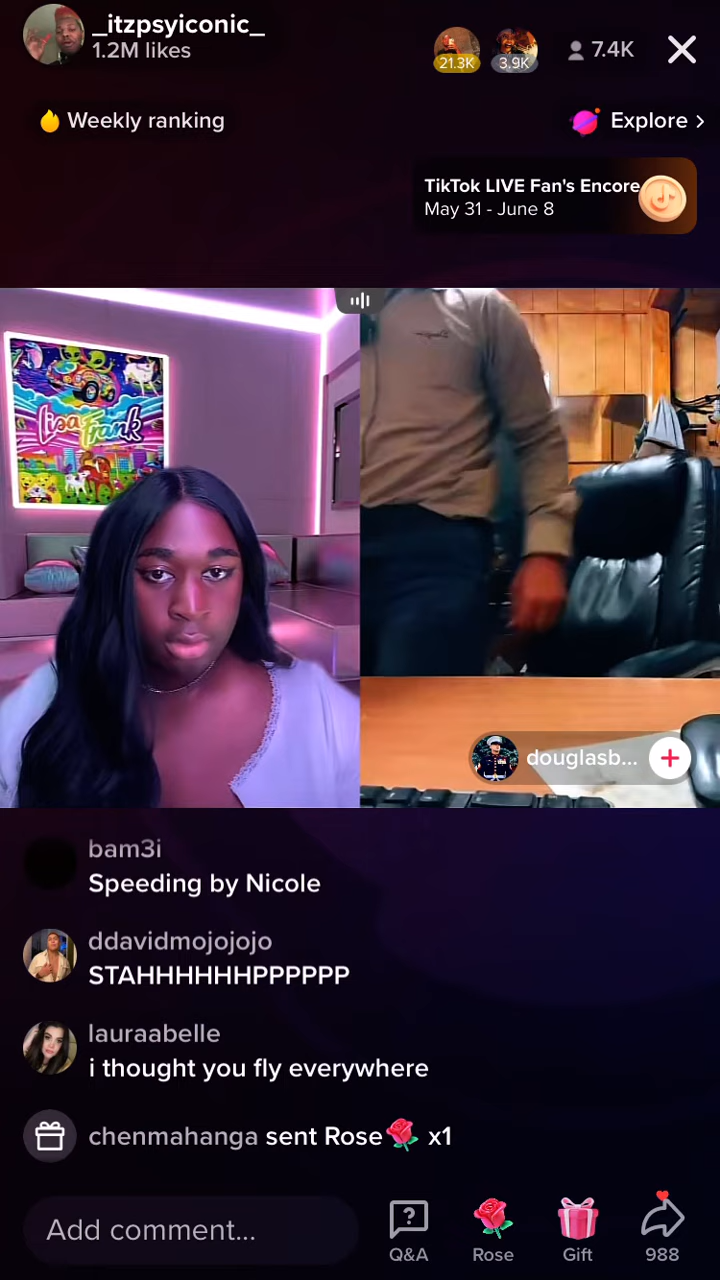 _itzpsyiconic_
1.2M likes
21.3K
3.9K
7.4K
Weekly ranking
Explore >
TikTok LIVE Fan's Encore
May 31 - June 8
Lisa
Frank
douglasb...
bam3i
Speeding by Nicole
ddavidmojojojo
STAHHHHHHPPPPPP
lauraabelle
i thought you fly everywhere
chenmahanga sent Rose x1
Add comment...
Q&A
Rose
Gift
988